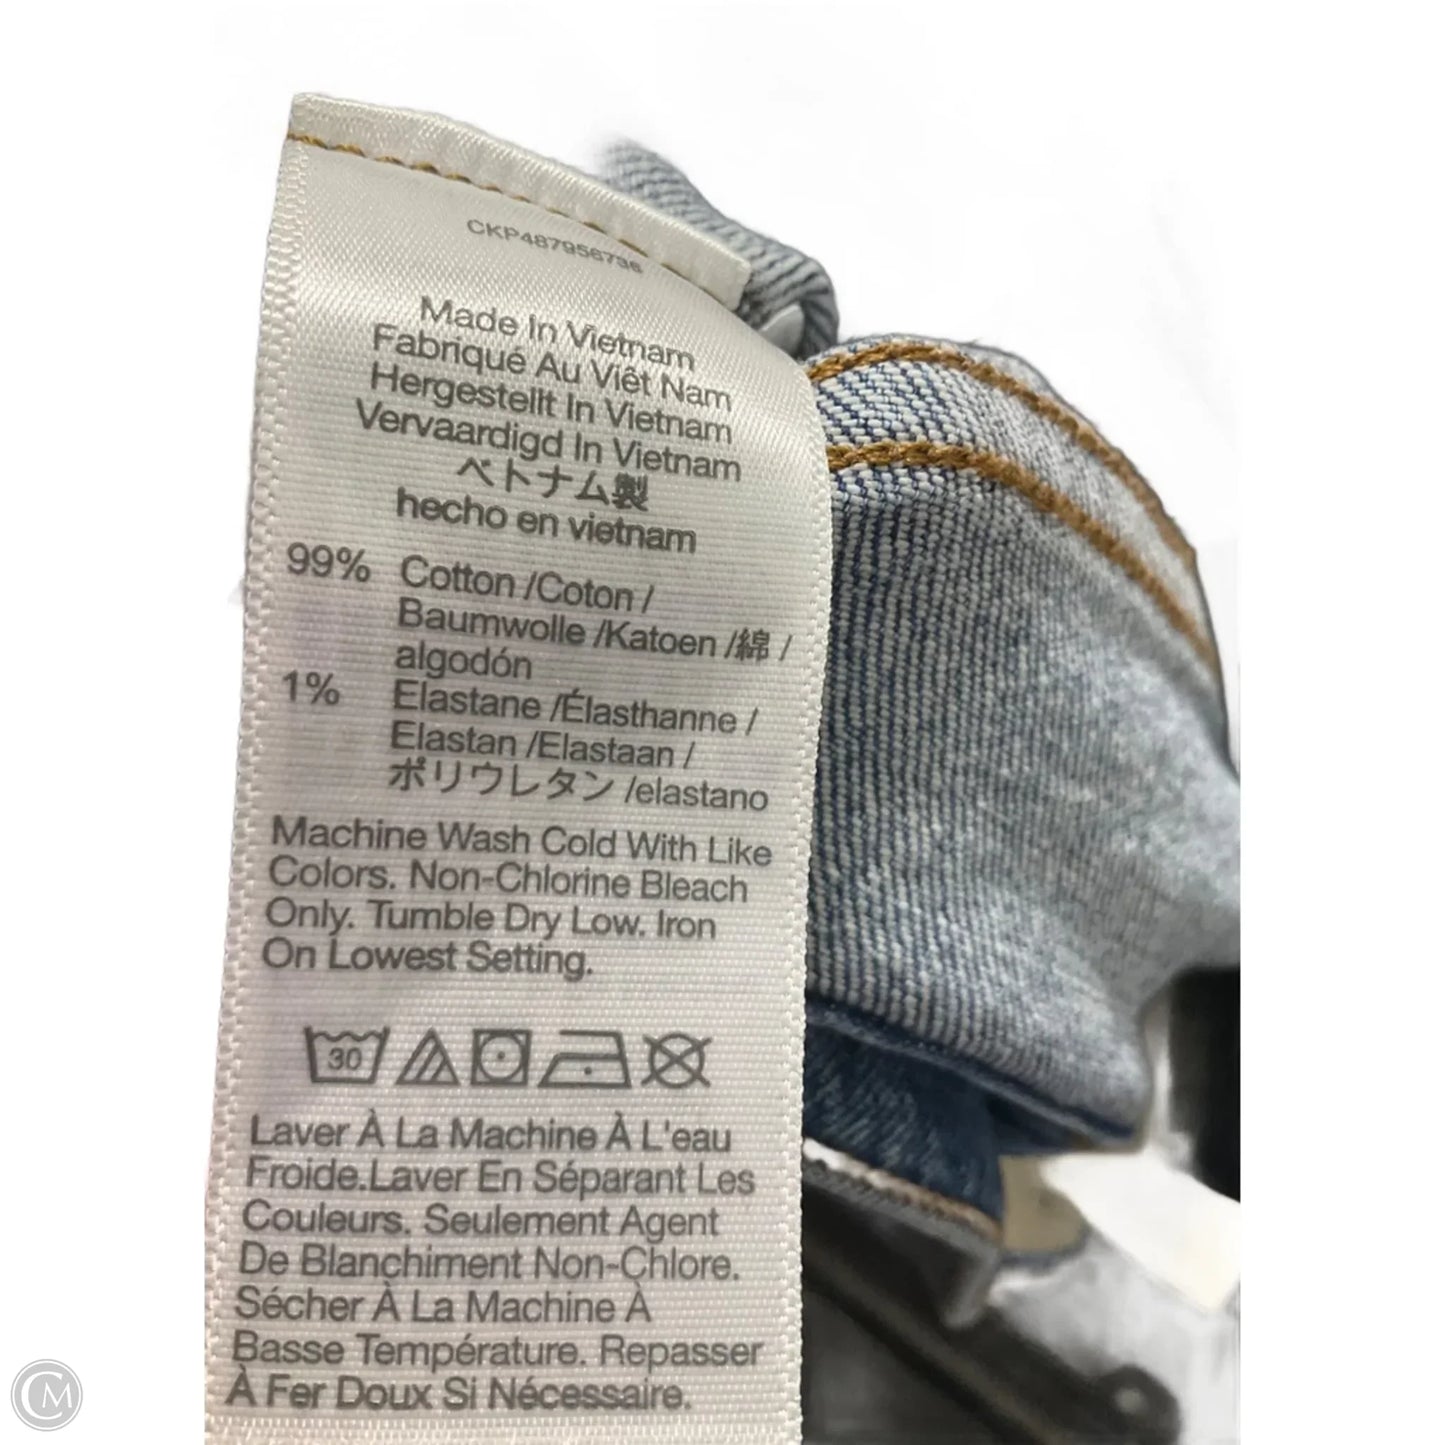 CKP487956736
Made In Vietnam
Fabriqué Au Viêt Nam
Hergestellt In Vietnam
Vervaardigd In Vietnam
ベトナム製
hecho en vietnam
99% Cotton /Coton /
Baumwolle /Katoen /綿 /
algodón
1% Elastane /Élasthanne /
Elastan /Elastaan /
ポリウレタン /elastano
Machine Wash Cold With Like
Colors. Non-Chlorine Bleach
Only. Tumble Dry Low. Iron
On Lowest Setting.
30
Laver À La Machine À L'eau
Froide.Laver En Séparant Les
Couleurs. Seulement Agent
De Blanchiment Non-Chlore.
Sécher À La Machine À
Basse Température. Repasser
À Fer Doux Si Nécessaire.
CM